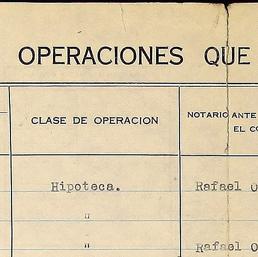 OPERACIONES QUE
CLASE DE OPERACION
NOTARIO ANTE
EL
Hipoteca.
Rafael
"
"
Rafael